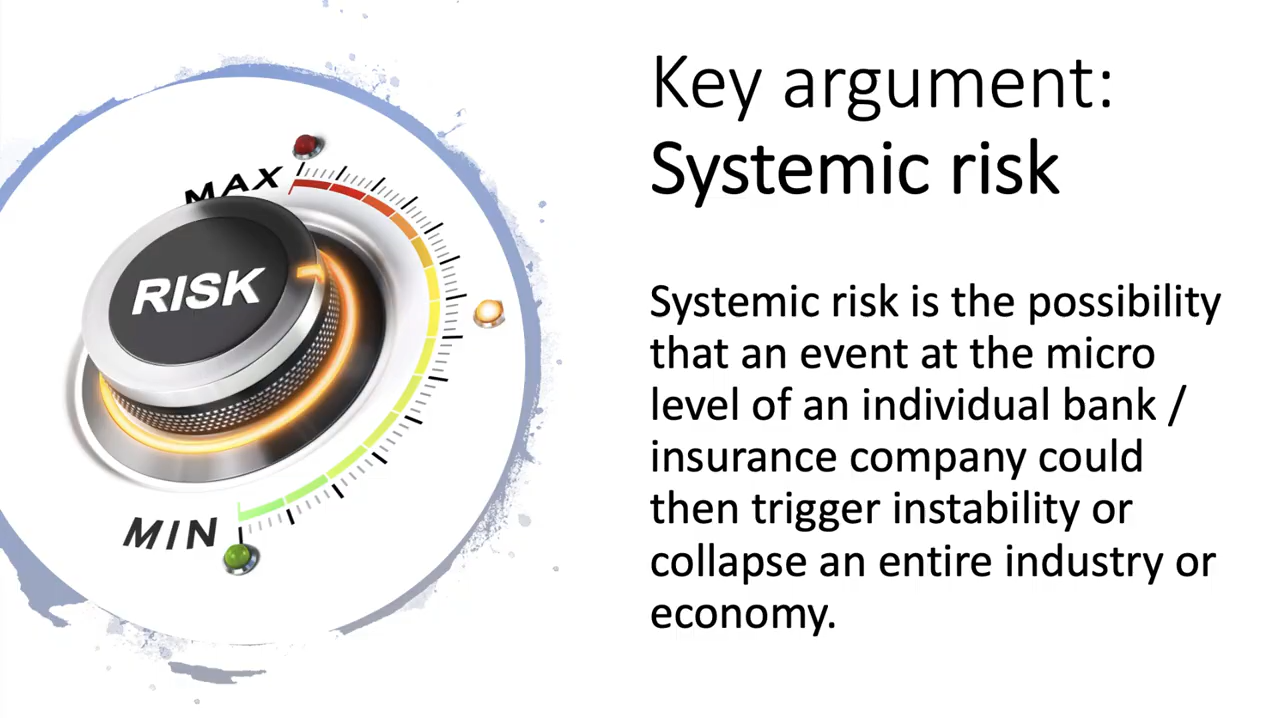 Key argument:
Systemic risk
Systemic risk is the possibility
that an event at the micro
level of an individual bank /
insurance company could
then trigger instability or
collapse an entire industry or
economy.
MAX
RISK
MIN